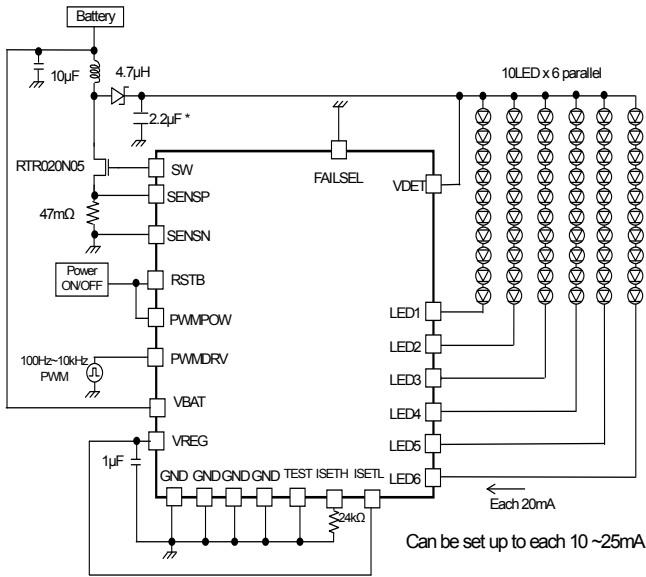 Battery
10µF
4.7µH
10LED x 6 parallel
2.2µF *
RTR020N05
SW
FAILSEL
SENSP
VDET
47mΩ
SENSN
Power
ON/OFF
RSTB
PWMPOW
LED1
LED2
100Hz~10kHz
PWM
PWMDRV
LED3
VBAT
LED4
VREG
LED5
1µF
GND GND GND GND TEST ISETH ISETL
LED6
24kΩ
Each 20mA
Can be set up to each 10 ~25mA